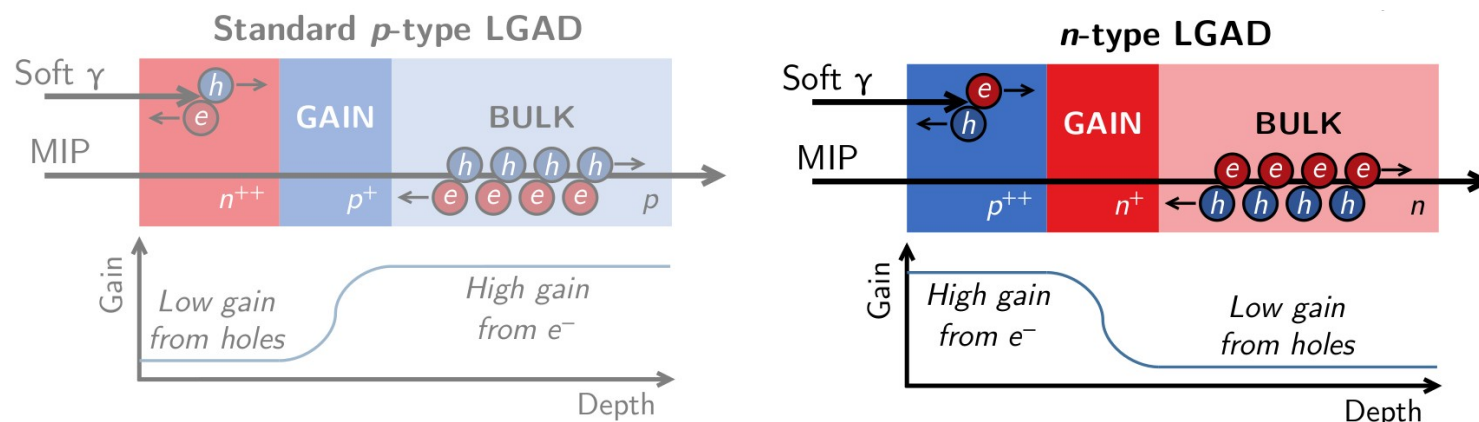 Standard p-type LGAD
Soft γ
h
e
GAIN
BULK
MIP
h h h h
e e e e
n⁺⁺
p⁺
p
Gain
Low gain
from holes
High gain
from e⁻
Depth
n-type LGAD
Soft γ
e
h
GAIN
BULK
MIP
e e e e
h h h h
p⁺⁺
n⁺
n
Gain
High gain
from e⁻
Low gain
from holes
Depth